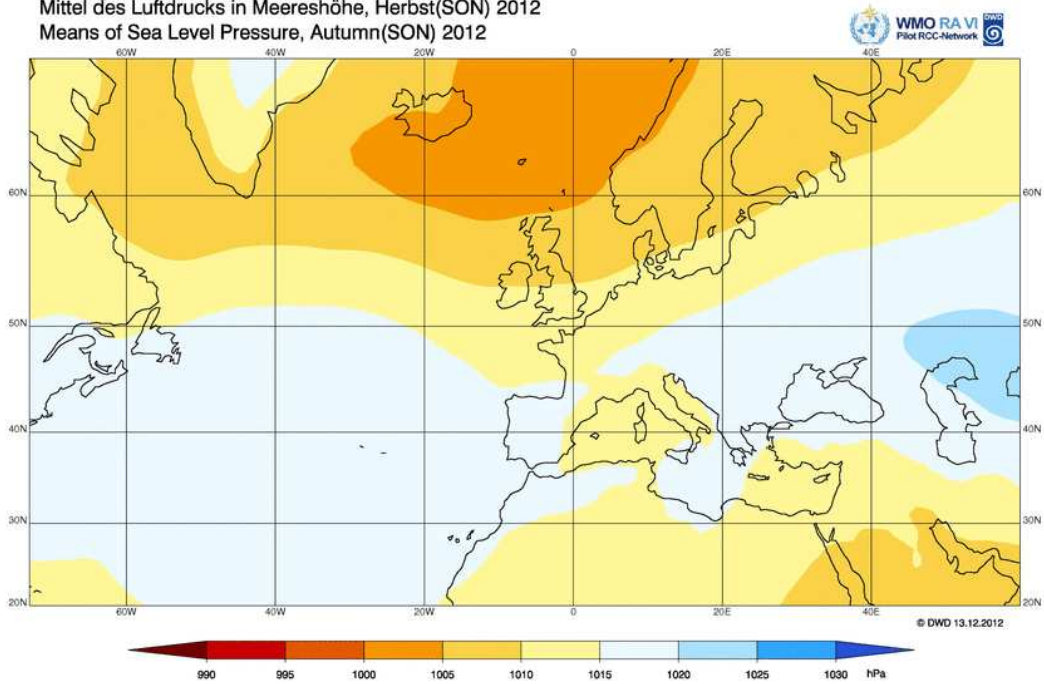 Mittel des Luftdrucks in Meereshöhe, Herbst(SON) 2012
Means of Sea Level Pressure, Autumn(SON) 2012
WMO RA VI
Pilot RCC-Network
DWD
60W 40W 20W 0 20E 40E
60N 60N
50N 50N
40N 40N
30N 30N
20N 20N
60W 40W 20W 0 20E 40E
© DWD 13.12.2012
990 995 1000 1005 1010 1015 1020 1025 1030 hPa